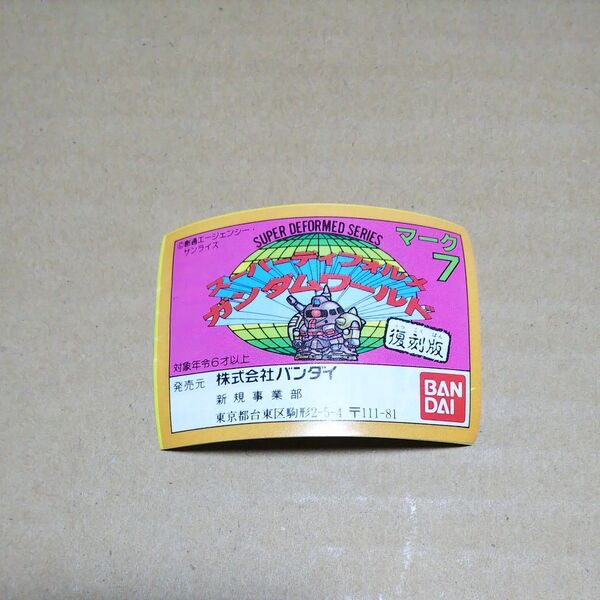 ©創通エージェンシー・
サンライズ
SUPER DEFORMED SERIES
マーク
7
スーパーディフォルメ
ガンダムワールド
復刻版
対象年令6才以上
発売元 株式会社バンダイ
新規事業部
東京都台東区駒形2-5-4 〒111-81
BAN
DAI